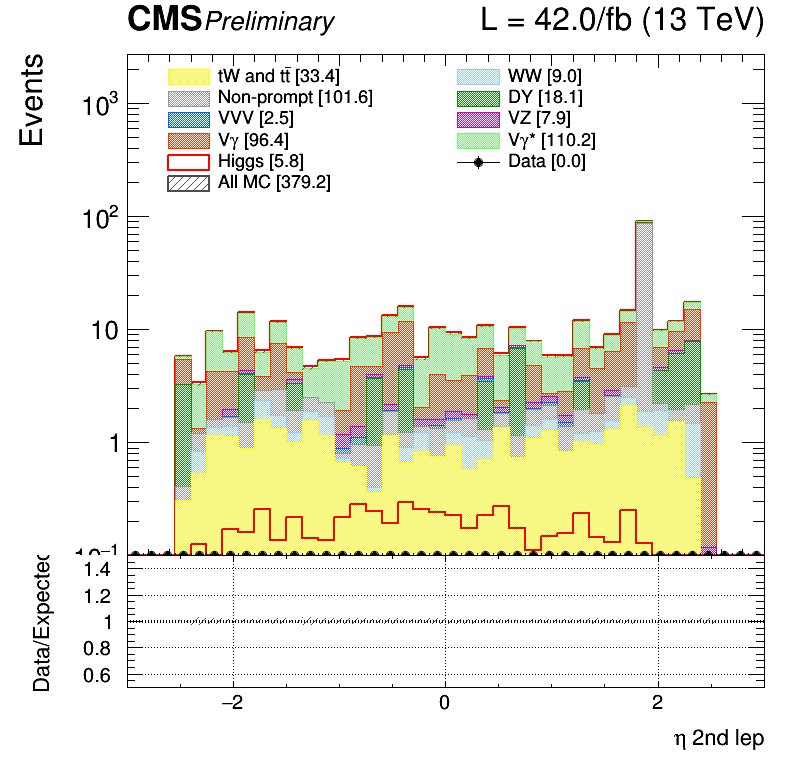 CMS Preliminary L = 42.0/fb (13 TeV)
Events
tW and tt̄ [33.4] WW [9.0]
Non-prompt [101.6] DY [18.1]
VVV [2.5] VZ [7.9]
Vγ [96.4] Vγ* [110.2]
Higgs [5.8] Data [0.0]
All MC [379.2]
10³
10²
10
1
10⁻¹
Data/Expected
1.4
1.2
1
0.8
0.6
−2 0 2
η 2nd lep